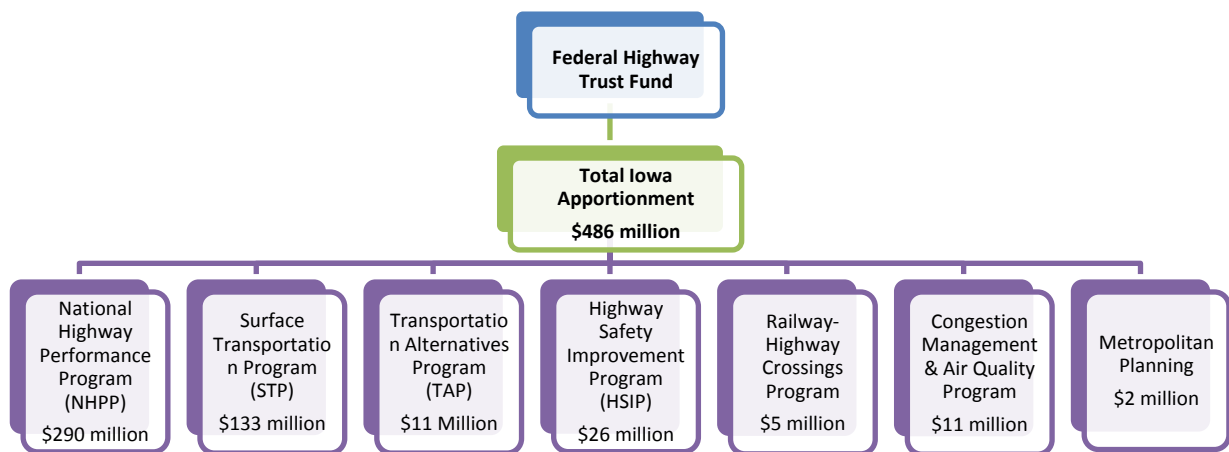 Federal Highway
Trust Fund
Total Iowa
Apportionment
$486 million
National
Highway
Performance
Program
(NHPP)
$290 million
Surface
Transportatio
n Program
(STP)
$133 million
Transportatio
n Alternatives
Program
(TAP)
$11 Million
Highway
Safety
Improvement
Program
(HSIP)
$26 million
Railway-
Highway
Crossings
Program
$5 million
Congestion
Management
& Air Quality
Program
$11 million
Metropolitan
Planning
$2 million